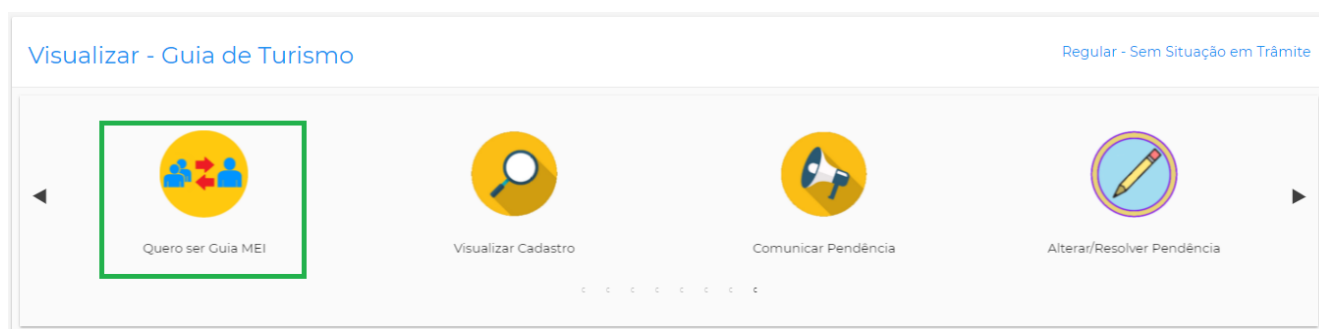 Visualizar - Guia de Turismo
Regular - Sem Situação em Trâmite
Quero ser Guia MEI
Visualizar Cadastro
Comunicar Pendência
Alterar/Resolver Pendência